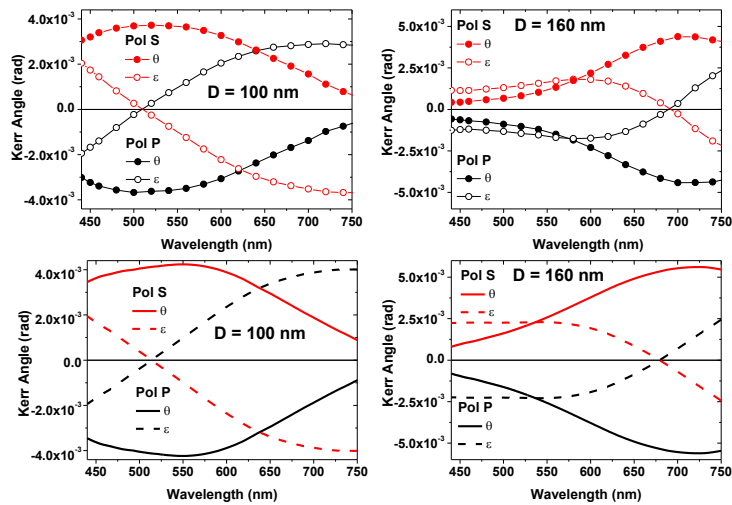 4.0x10⁻³
2.0x10⁻³
0.0
-2.0x10⁻³
-4.0x10⁻³
Kerr Angle (rad)
Pol S
θ
ε
D = 100 nm
Pol P
θ
ε
450 500 550 600 650 700 750
Wavelength (nm)
5.0x10⁻³
2.5x10⁻³
0.0
-2.5x10⁻³
-5.0x10⁻³
Kerr Angle (rad)
D = 160 nm
Pol S
θ
ε
Pol P
θ
ε
450 500 550 600 650 700 750
Wavelength (nm)
4.0x10⁻³
2.0x10⁻³
0.0
-2.0x10⁻³
-4.0x10⁻³
Kerr Angle (rad)
Pol S
θ
ε
D = 100 nm
Pol P
θ
ε
450 500 550 600 650 700 750
Wavelength (nm)
5.0x10⁻³
2.5x10⁻³
0.0
-2.5x10⁻³
-5.0x10⁻³
Kerr Angle (rad)
Pol S
D = 160 nm
θ
ε
Pol P
θ
ε
450 500 550 600 650 700 750
Wavelength (nm)